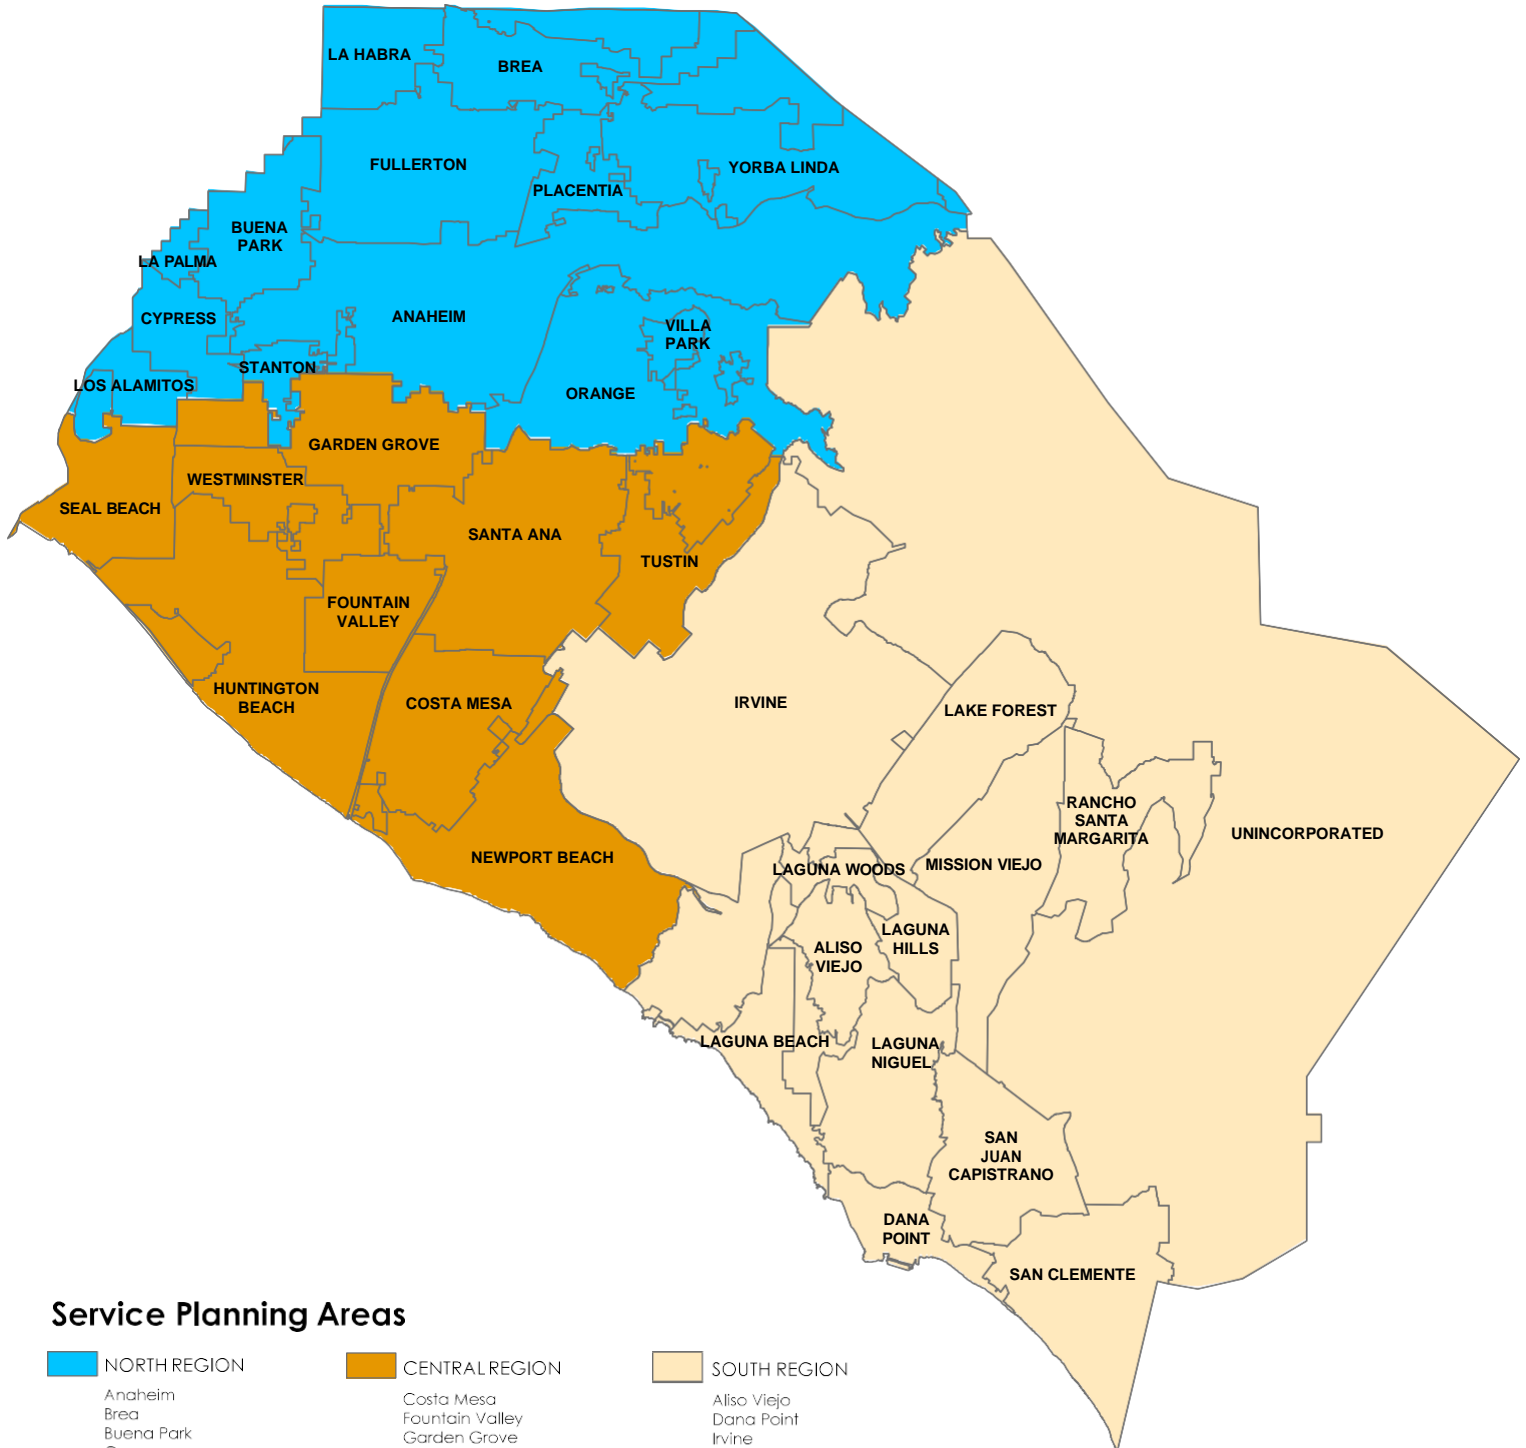 LA HABRA
BREA
FULLERTON
YORBA LINDA
PLACENTIA
BUENA
PARK
LA PALMA
CYPRESS
ANAHEIM
VILLA
PARK
STANTON
LOS ALAMITOS
ORANGE
GARDEN GROVE
WESTMINSTER
SEAL BEACH
SANTA ANA
TUSTIN
FOUNTAIN
VALLEY
HUNTINGTON
BEACH
COSTA MESA
IRVINE
LAKE FOREST
RANCHO
SANTA
MARGARITA
UNINCORPORATED
NEWPORT BEACH
LAGUNA WOODS
MISSION VIEJO
LAGUNA
HILLS
ALISO
VIEJO
LAGUNA BEACH
LAGUNA
NIGUEL
SAN
JUAN
CAPISTRANO
DANA
POINT
SAN CLEMENTE
Service Planning Areas
NORTH REGION
Anaheim
Brea
Buena Park
CENTRAL REGION
Costa Mesa
Fountain Valley
Garden Grove
SOUTH REGION
Aliso Viejo
Dana Point
Irvine